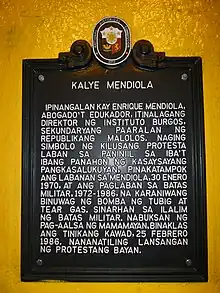 KALYE MENDIOLA
IPINANGALAN KAY ENRIQUE MENDIOLA,
ABOGADO'T EDUKADOR, ITINALAGANG
DIREKTOR NG INSTITUTO BURGOS,
SEKUNDARYANG PAARALAN NG
REPUBLIKANG MALOLOS. NAGING
SIMBOLO NG KILUSANG PROTESTA
LABAN SA PANINIIL SA IBA'T
IBANG PANAHON NG KASAYSAYANG
PANGKASALUKUYAN. PINAKATAMPOK
ANG LABANAN SA MENDIOLA, 30 ENERO
1970, AT ANG PAGLABAN SA BATAS
MILITAR, 1972-1986, NA KARANIWANG
BINUWAG NG BOMBA NG TUBIG AT
TEAR GAS. SINARHAN SA ILALIM
NG BATAS MILITAR. NABUKSAN NG
PAG-AALSA NG MAMAMAYAN, BINAKLAS
ANG TINIKANG KAWAD, 25 FEBRERO
1986. NANANATILING LANSANGAN
NG PROTESTANG BAYAN.